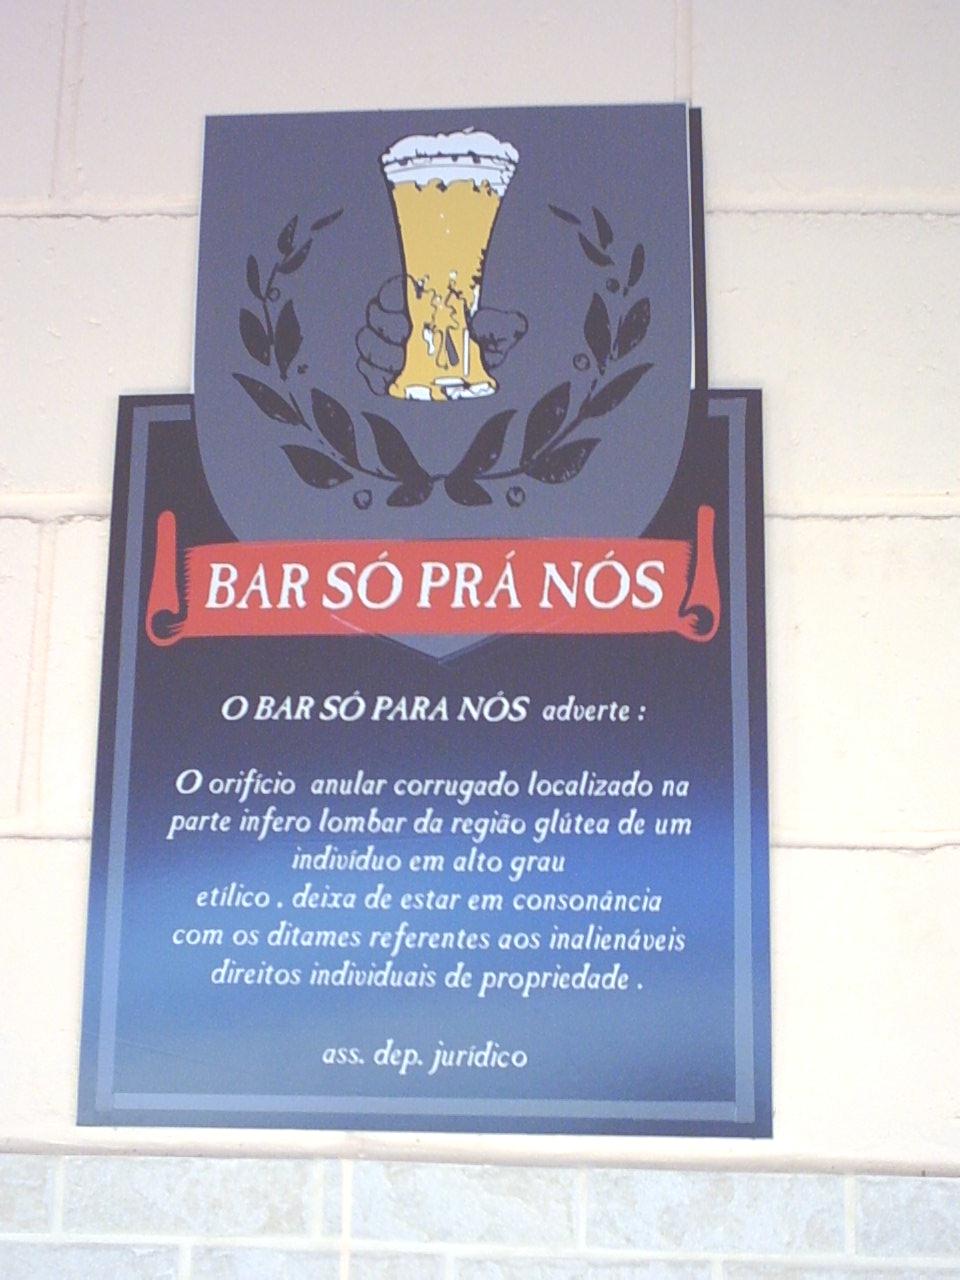 BAR SÓ PRÁ NÓS
O BAR SÓ PARA NÓS adverte :
O orifício anular corrugado localizado na
parte infero lombar da região glútea de um
indivíduo em alto grau
etílico . deixa de estar em consonância
com os ditames referentes aos inalienáveis
direitos individuais de propriedade .
ass. dep. jurídico